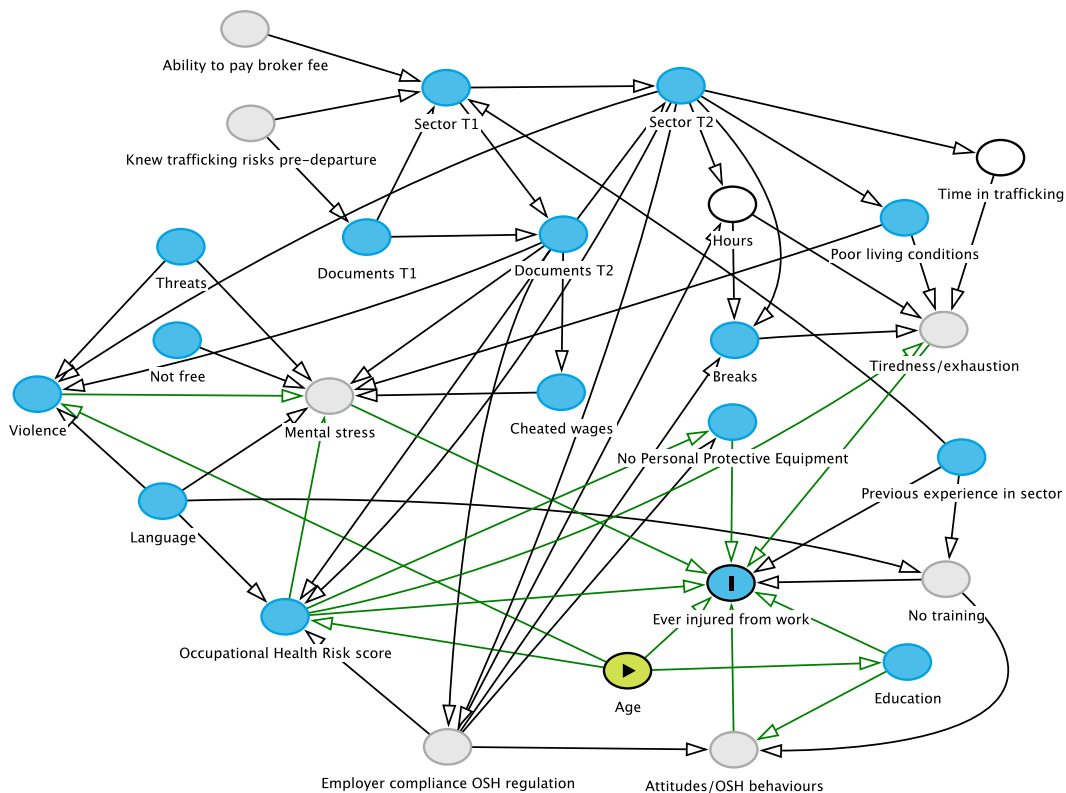 Ability to pay broker fee
Sector T1
Sector T2
Knew trafficking risks pre-departure
Time in trafficking
Hours
Poor living conditions
Documents T1
Documents T2
Threats
Tiredness/exhaustion
Not free
Breaks
Violence
Mental stress
Cheated wages
No Personal Protective Equipment
Previous experience in sector
Language
No training
Ever injured from work
Occupational Health Risk score
Age
Education
Employer compliance OSH regulation
Attitudes/OSH behaviours